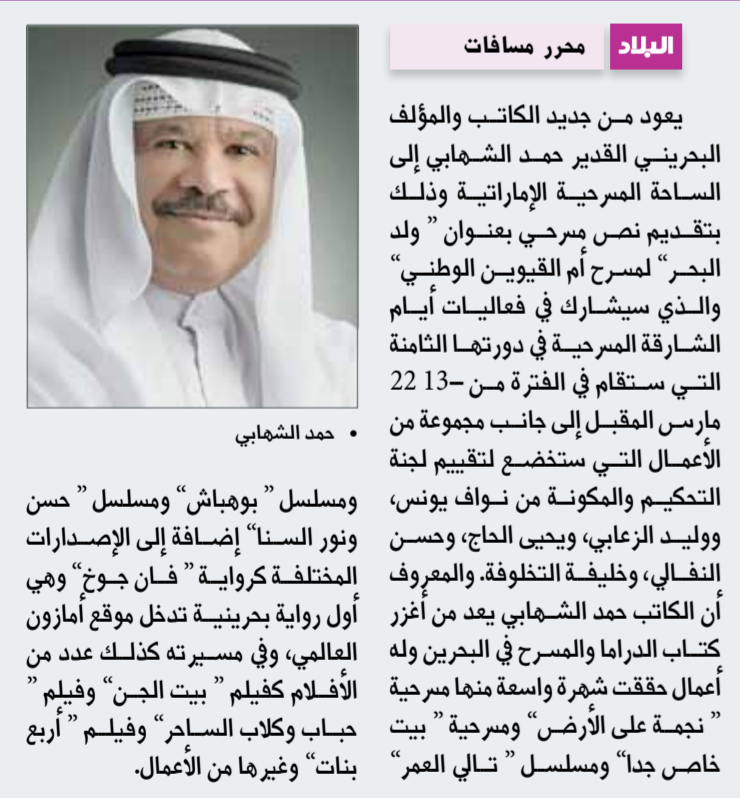 البلاد
محرر مسافات
يعود من جديد الكاتب والمؤلف
البحريني القدير حمد الشهابي إلى
الساحة المسرحية الإماراتية وذلك
بتقديم نص مسرحي بعنوان ” ولد
البحر“ لمسرح أم القيوين الوطني“
والذي سيشارك في فعاليات أيام
الشارقة المسرحية في دورتها الثامنة
التي ستقام في الفترة من –13 22
مارس المقبل إلى جانب مجموعة من
الأعمال التي ستخضع لتقييم لجنة
التحكيم والمكونة من نواف يونس،
ووليد الزعابي، ويحيى الحاج، وحسن
النفالي، وخليفة التخلوفة. والمعروف
أن الكاتب حمد الشهابي يعد من أغزر
كتاب الدراما والمسرح في البحرين وله
أعمال حققت شهرة واسعة منها مسرحية
” نجمة على الأرض“ ومسرحية ” بيت
خاص جدا“ ومسلسل ” تالي العمر“
• حمد الشهابي
ومسلسل ” بوهباش“ ومسلسل ” حسن
ونور السنا“ إضافة إلى الإصدارات
المختلفة كرواية ” فان جوخ“ وهي
أول رواية بحرينية تدخل موقع أمازون
العالمي، وفي مسيرته كذلك عدد من
الأفلام كفيلم ” بيت الجن“ وفيلم ”
حباب وكلاب الساحر“ وفيلم ” أربع
بنات“ وغيرها من الأعمال.